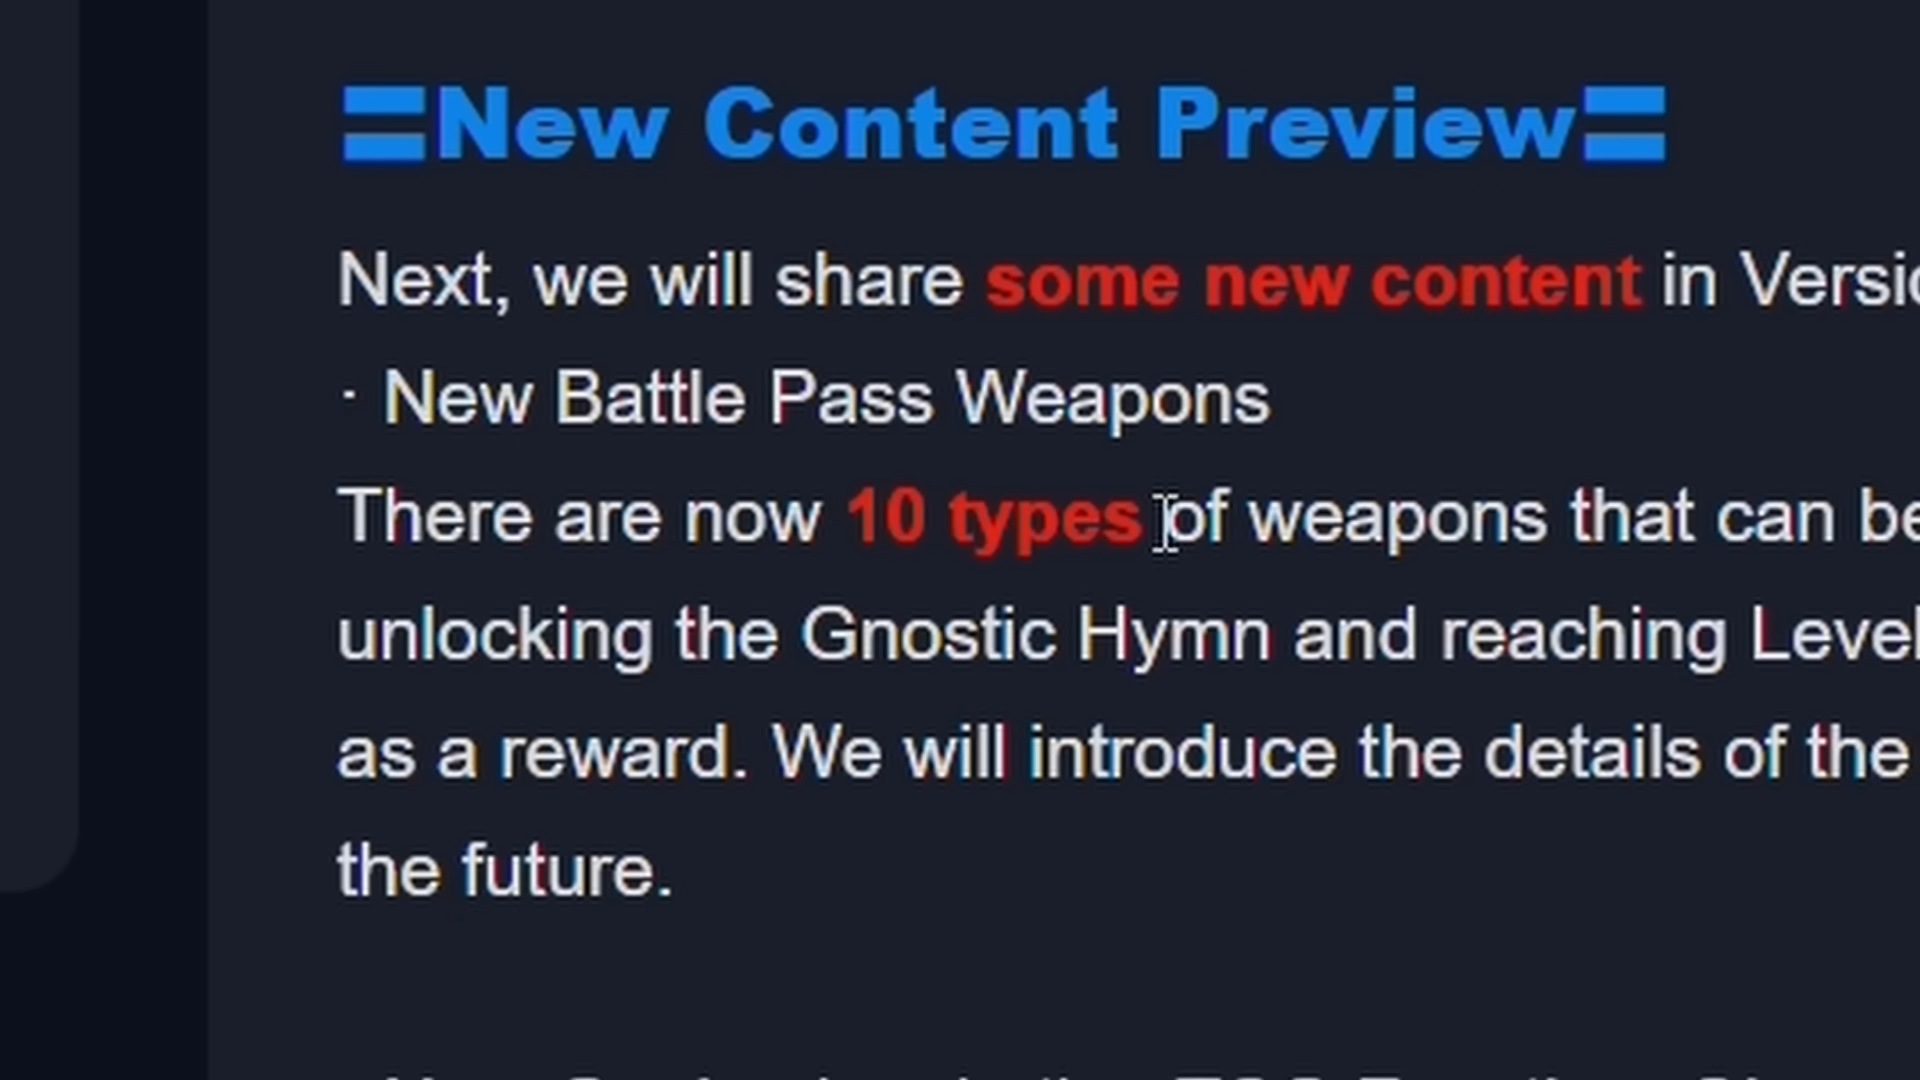 =New Content Preview=
Next, we will share some new content in Versio
· New Battle Pass Weapons
There are now 10 types of weapons that can be
unlocking the Gnostic Hymn and reaching Level
as a reward. We will introduce the details of the
the future.